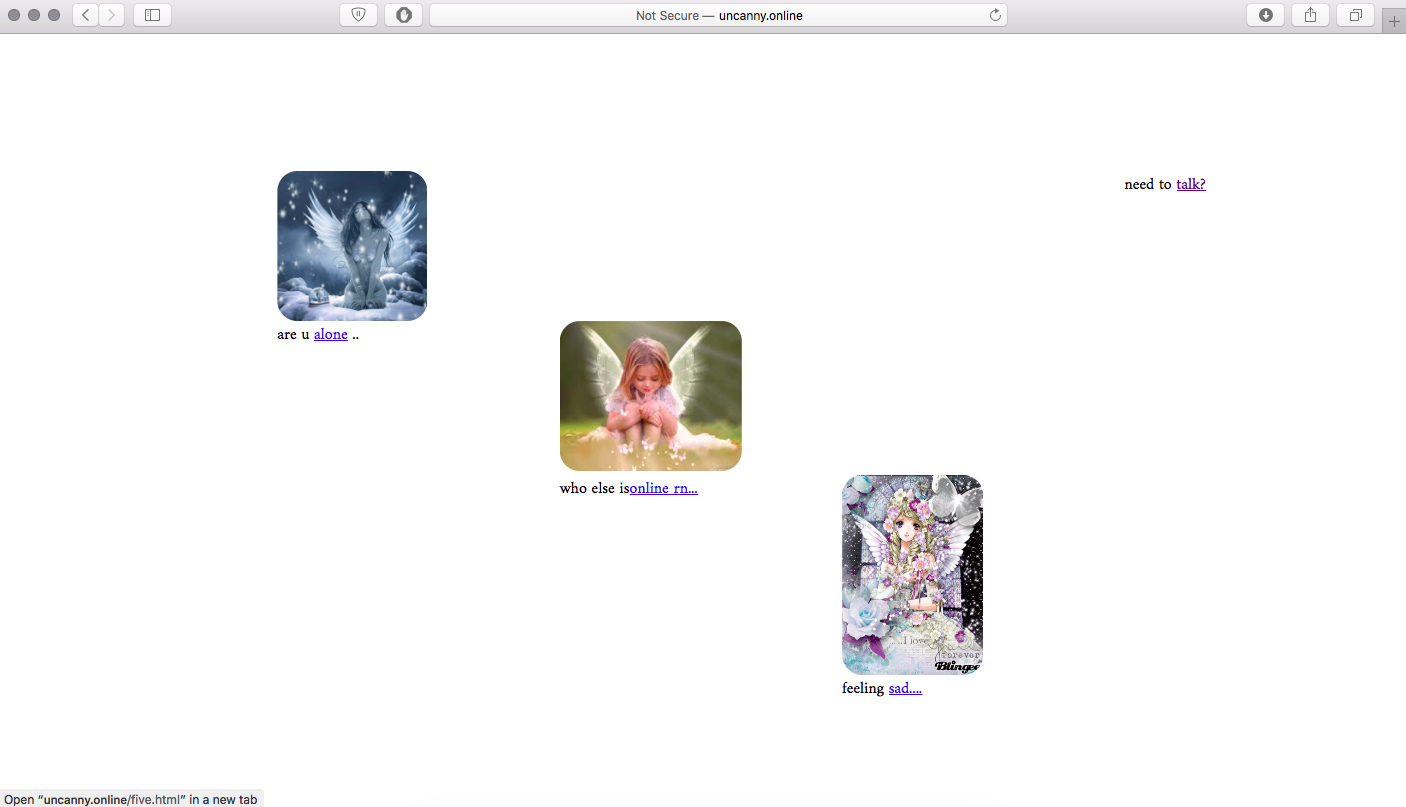 Not Secure — uncanny.online
need to talk?
are u alone ..
who else isonline rn...
.....I love
forever
Blingee
feeling sad....
Open “uncanny.online/five.html” in a new tab